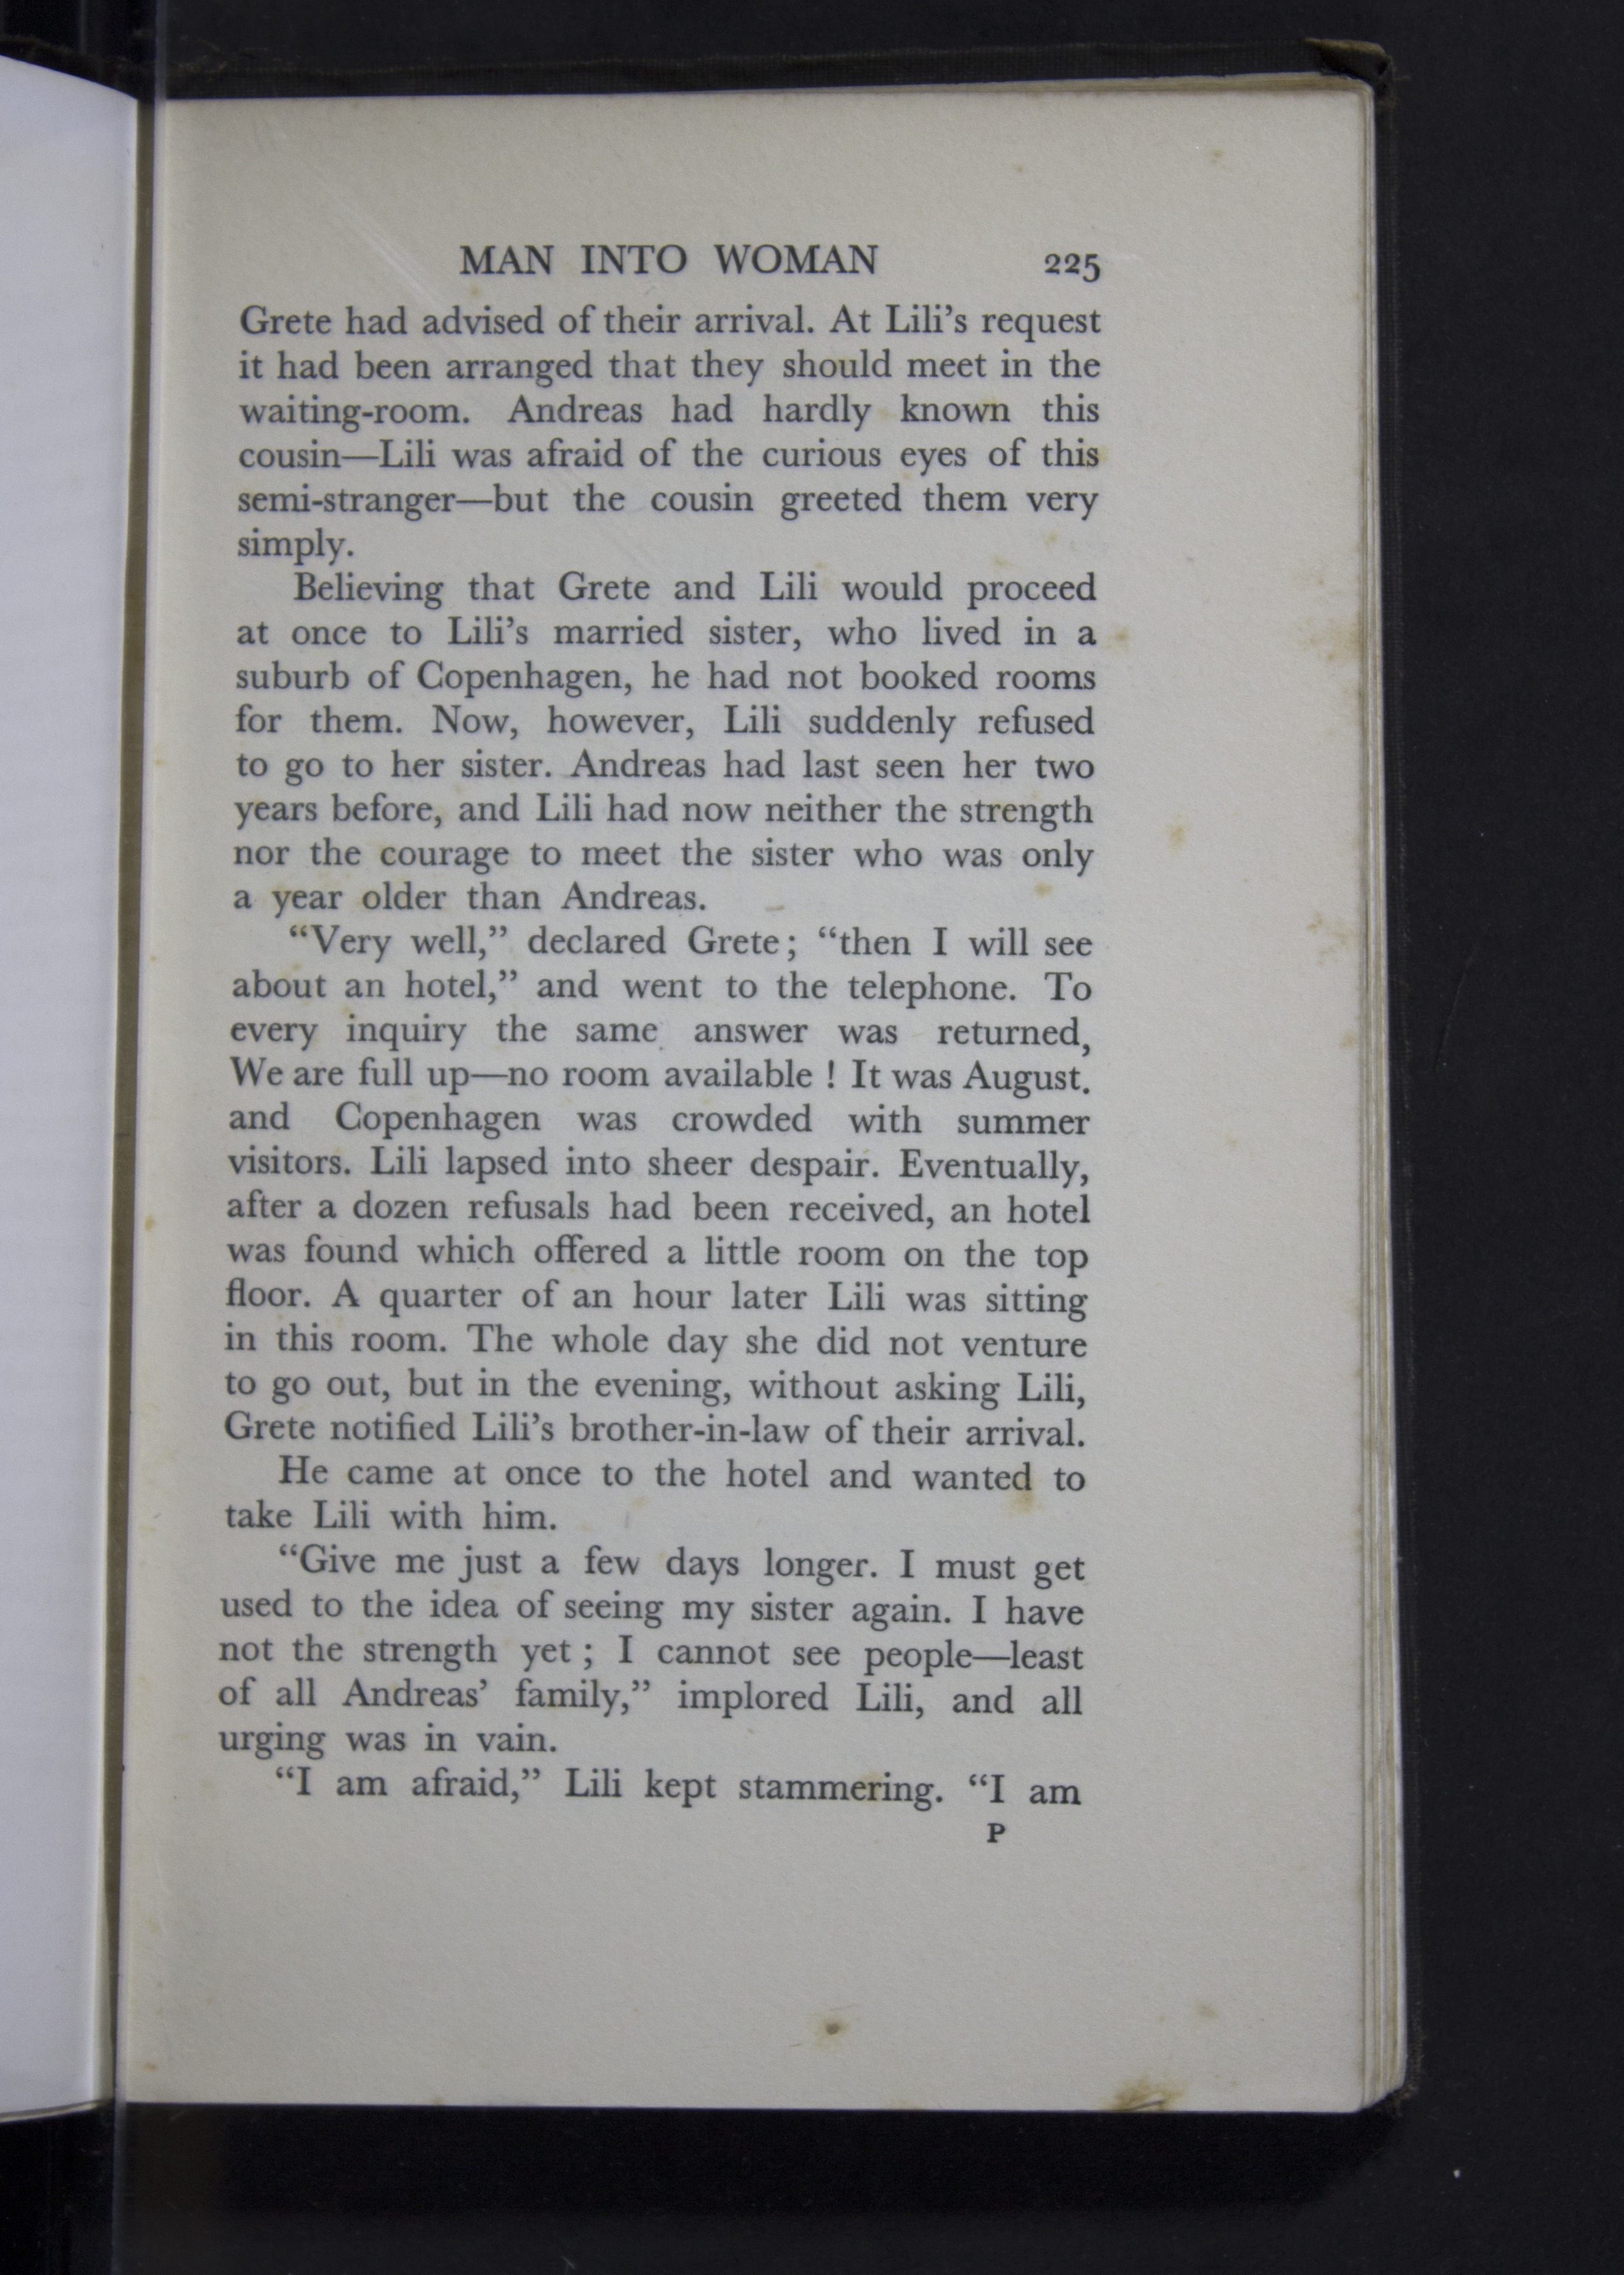 MAN INTO WOMAN 225
Grete had advised of their arrival. At Lili’s request
it had been arranged that they should meet in the
waiting-room. Andreas had hardly known this
cousin—Lili was afraid of the curious eyes of this
semi-stranger—but the cousin greeted them very
simply.
Believing that Grete and Lili would proceed
at once to Lili’s married sister, who lived in a
suburb of Copenhagen, he had not booked rooms
for them. Now, however, Lili suddenly refused
to go to her sister. Andreas had last seen her two
years before, and Lili had now neither the strength
nor the courage to meet the sister who was only
a year older than Andreas.
“Very well,” declared Grete; “then I will see
about an hotel,” and went to the telephone. To
every inquiry the same answer was returned,
We are full up—no room available ! It was August.
and Copenhagen was crowded with summer
visitors. Lili lapsed into sheer despair. Eventually,
after a dozen refusals had been received, an hotel
was found which offered a little room on the top
floor. A quarter of an hour later Lili was sitting
in this room. The whole day she did not venture
to go out, but in the evening, without asking Lili,
Grete notified Lili’s brother-in-law of their arrival.
He came at once to the hotel and wanted to
take Lili with him.
“Give me just a few days longer. I must get
used to the idea of seeing my sister again. I have
not the strength yet ; I cannot see people—least
of all Andreas’ family,” implored Lili, and all
urging was in vain.
“I am afraid,” Lili kept stammering. “I am
P